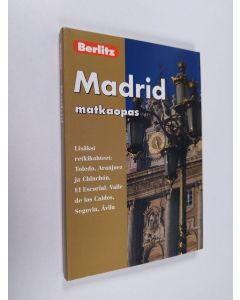 Berlitz
Madrid
matkaopas
Lisäksi
retkikohteet:
Toledo, Aranjuez
ja Chinchón,
El Escorial, Valle
de los Caídos,
Segovia, Ávila